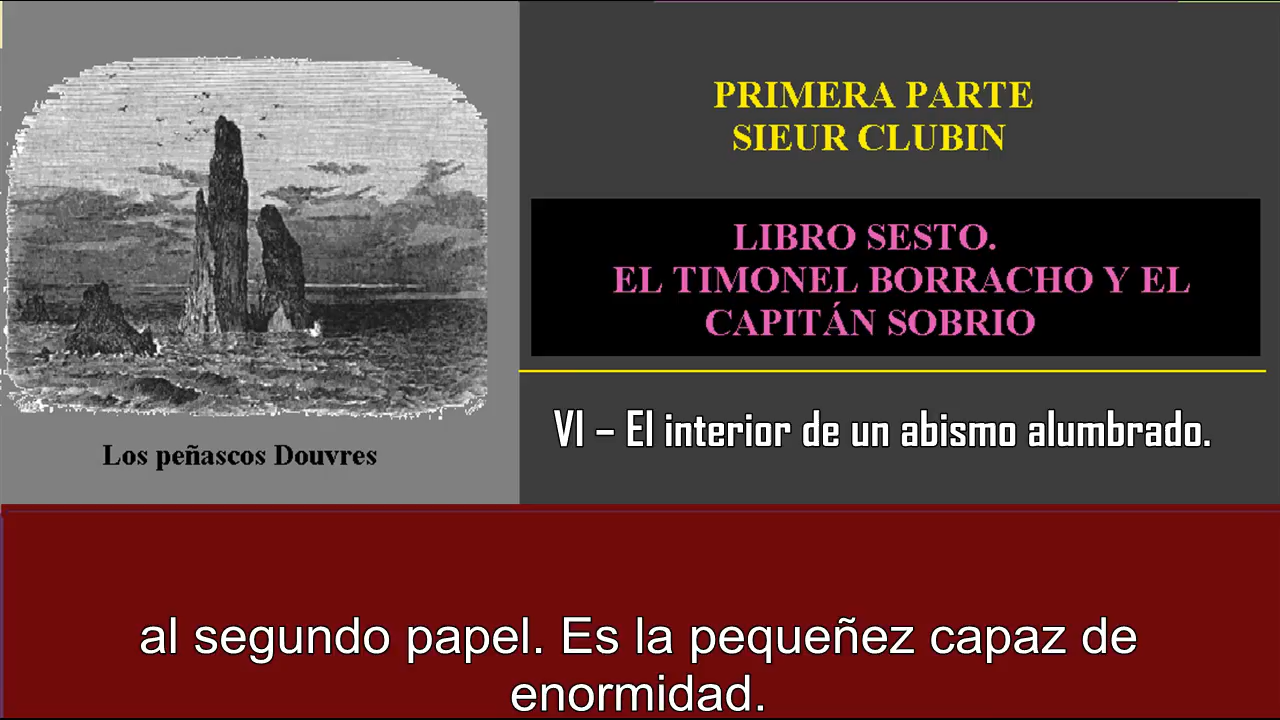 PRIMERA PARTE
SIEUR CLUBIN
LIBRO SESTO.
EL TIMONEL BORRACHO Y EL
CAPITÁN SOBRIO
VI – El interior de un abismo alumbrado.
Los peñascos Douvres
al segundo papel. Es la pequeñez capaz de
enormidad.